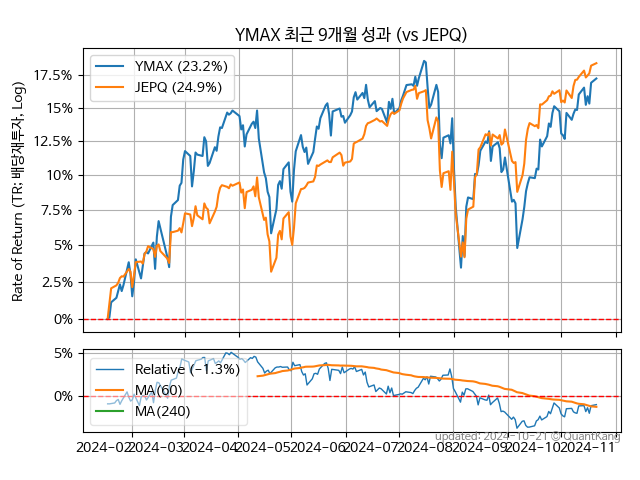 YMAX 최근 9개월 성과 (vs JEPQ)
Rate of Return (TR: 배당재투자, Log)
17.5%
15%
12.5%
10%
7.5%
5%
2.5%
0%
YMAX (23.2%)
JEPQ (24.9%)
5%
0%
Relative (−1.3%)
MA(60)
MA(240)
updated: 2024-10-21 © QuantKang
2024-02
2024-03
2024-04
2024-05
2024-06
2024-07
2024-08
2024-09
2024-10
2024-11